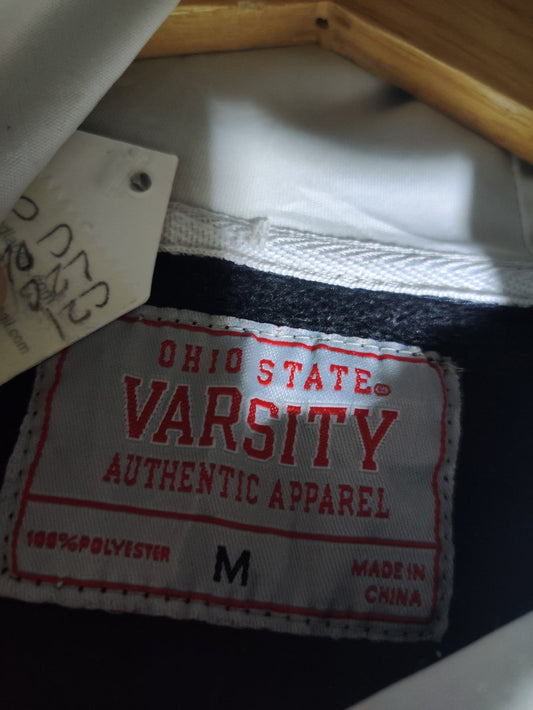 OHIO STATE
VARSITY
AUTHENTIC APPAREL
100% POLYESTER
M
MADE IN
CHINA